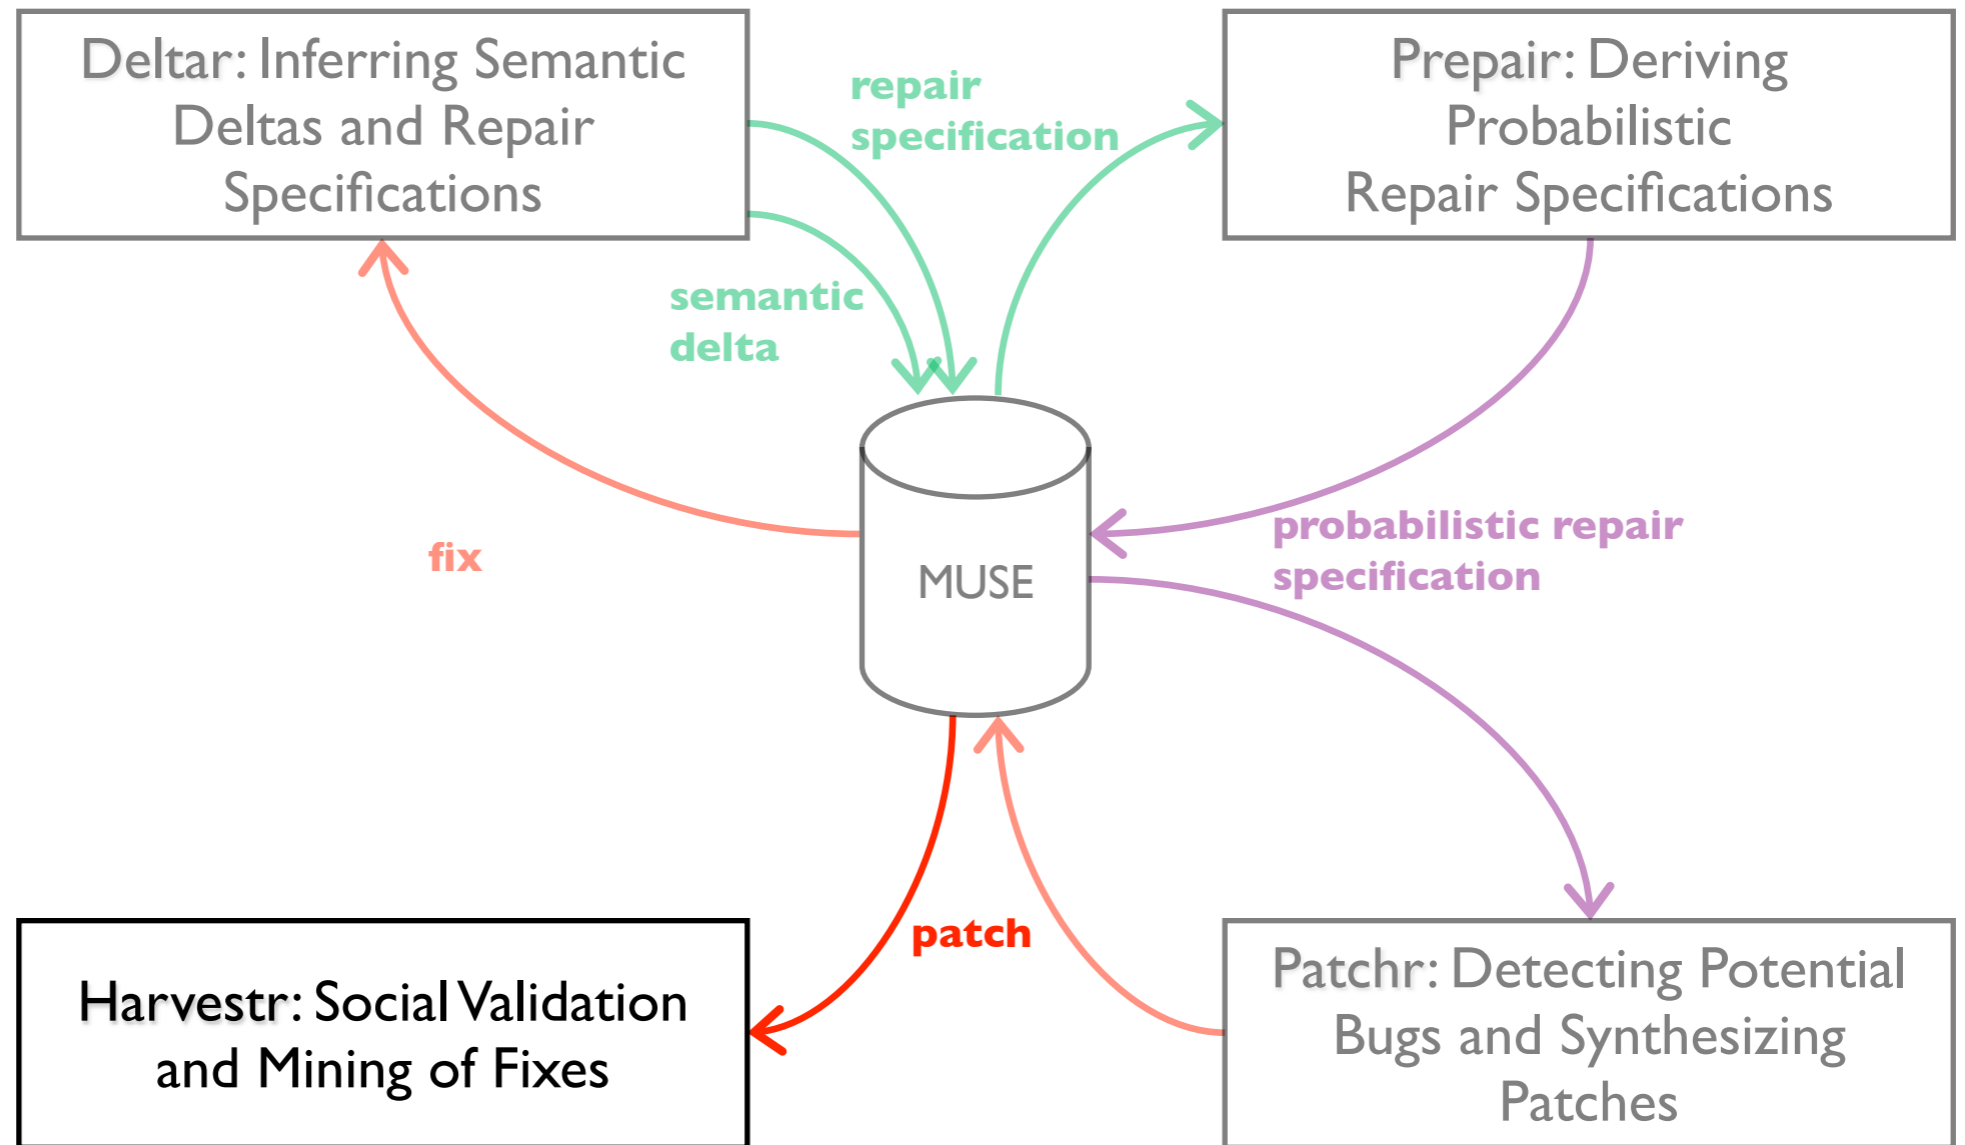 Deltar: Inferring Semantic
Deltas and Repair
Specifications
repair
specification
Prepair: Deriving
Probabilistic
Repair Specifications
semantic
delta
fix
MUSE
probabilistic repair
specification
patch
Harvestr: Social Validation
and Mining of Fixes
Patchr: Detecting Potential
Bugs and Synthesizing
Patches